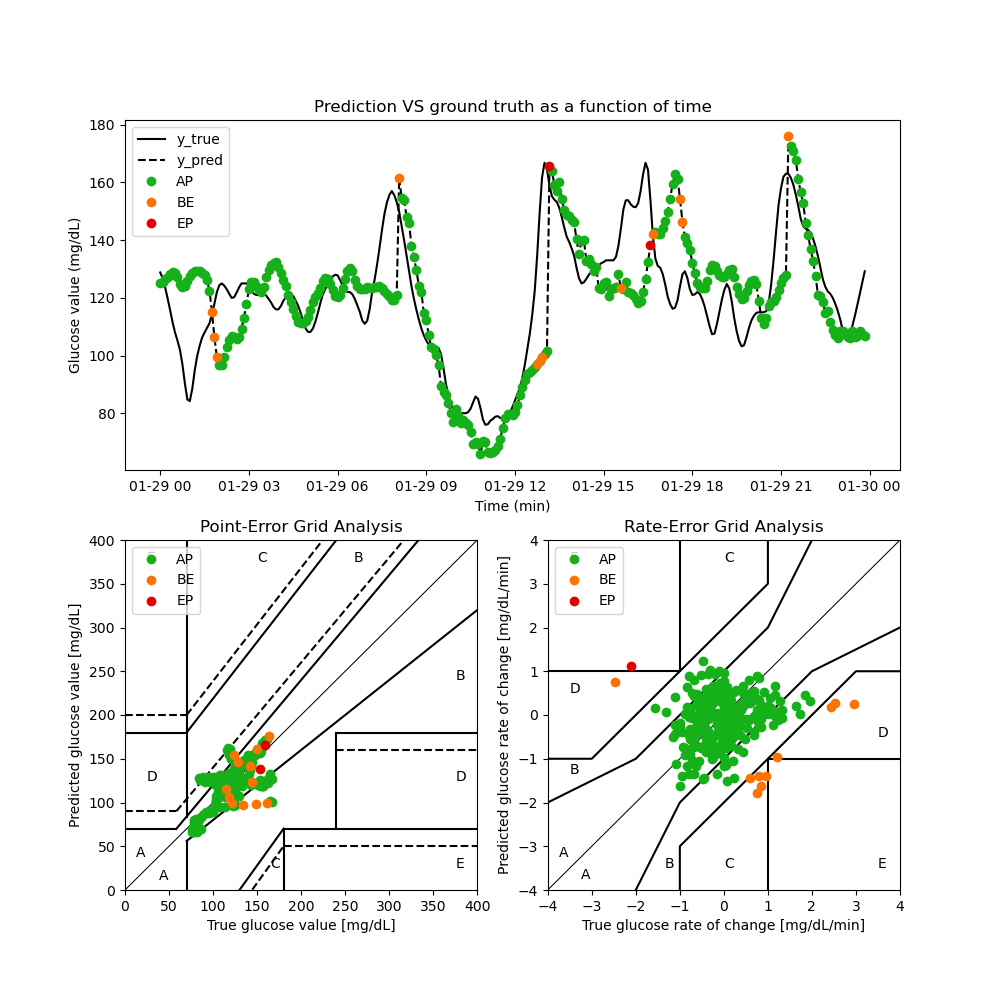 Prediction VS ground truth as a function of time
Glucose value (mg/dL)
180
160
140
120
100
80
y_true
y_pred
AP
BE
EP
01-29 00 01-29 03 01-29 06 01-29 09 01-29 12 01-29 15 01-29 18 01-29 21 01-30 00
Time (min)
Point-Error Grid Analysis
Predicted glucose value [mg/dL]
400
350
300
250
200
150
100
50
0
AP
BE
EP
C
B
B
D
D
A
A
C
E
0 50 100 150 200 250 300 350 400
True glucose value [mg/dL]
Rate-Error Grid Analysis
Predicted glucose rate of change [mg/dL/min]
4
3
2
1
0
−1
−2
−3
−4
AP
BE
EP
C
D
D
B
A
A
B
C
E
−4 −3 −2 −1 0 1 2 3 4
True glucose rate of change [mg/dL/min]